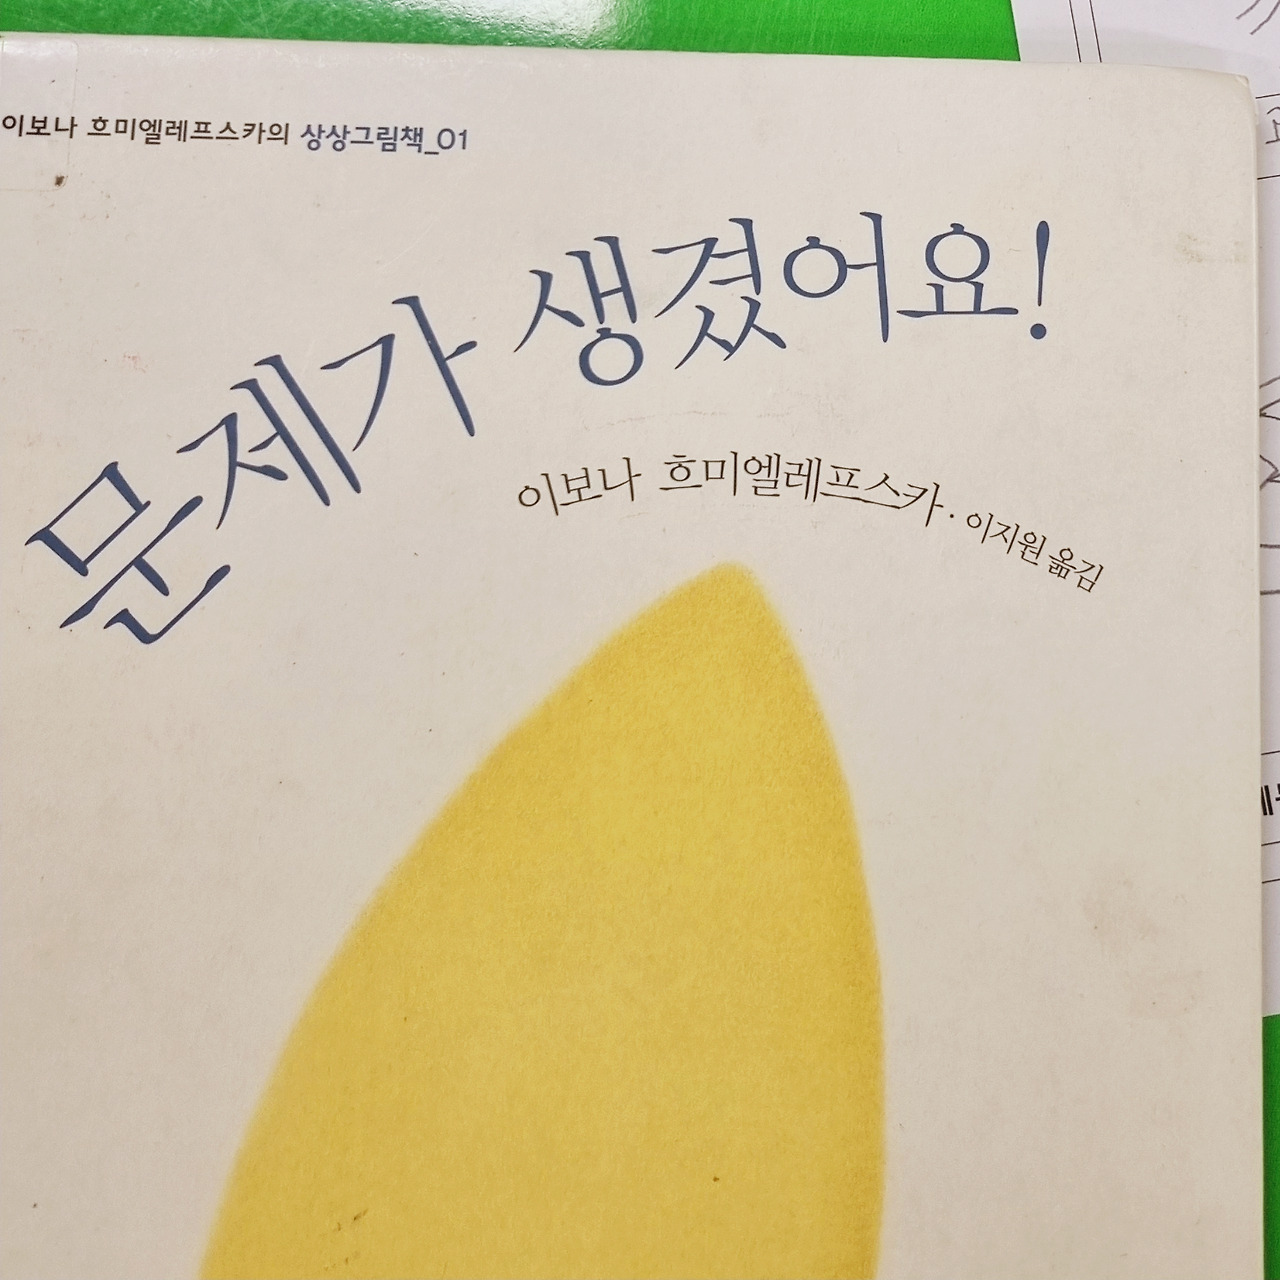 이보나 흐미엘레프스카의 상상그림책_01
문제가 생겼어요!
이보나 흐미엘레프스카 · 이지원 옮김